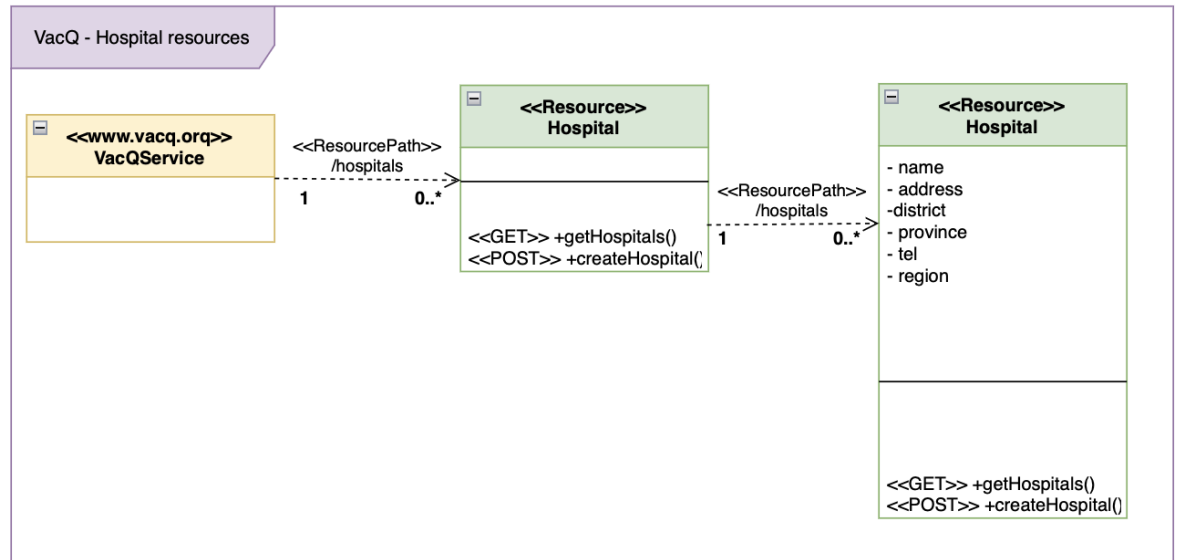 VacQ - Hospital resources
<<www.vacq.orq>>
VacQService
<<ResourcePath>>
/hospitals
1
0..*
<<Resource>>
Hospital
<<GET>> +getHospitals()
<<POST>> +createHospital()
<<ResourcePath>>
/hospitals
1
0..*
<<Resource>>
Hospital
- name
- address
-district
- province
- tel
- region
<<GET>> +getHospitals()
<<POST>> +createHospital()